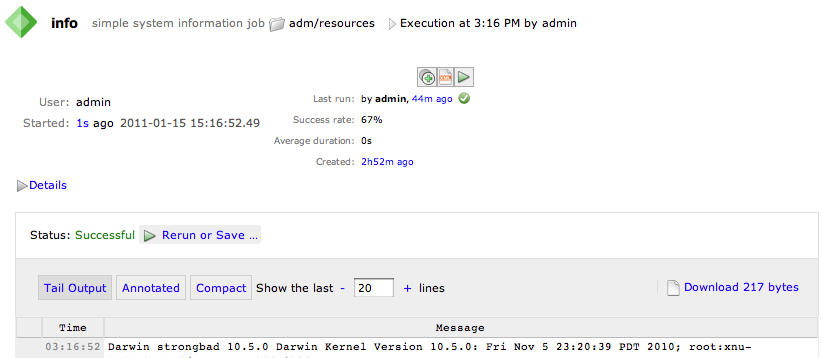 info simple system information job adm/resources Execution at 3:16 PM by admin
XML
User: admin
Started: 1s ago 2011-01-15 15:16:52.49
Last run: by admin, 44m ago
Success rate: 67%
Average duration: 0s
Created: 2h52m ago
Details
Status: Successful Rerun or Save ...
Tail Output Annotated Compact Show the last - 20 + lines Download 217 bytes
Time Message
03:16:52 Darwin strongbad 10.5.0 Darwin Kernel Version 10.5.0: Fri Nov 5 23:20:39 PDT 2010; root:xnu-